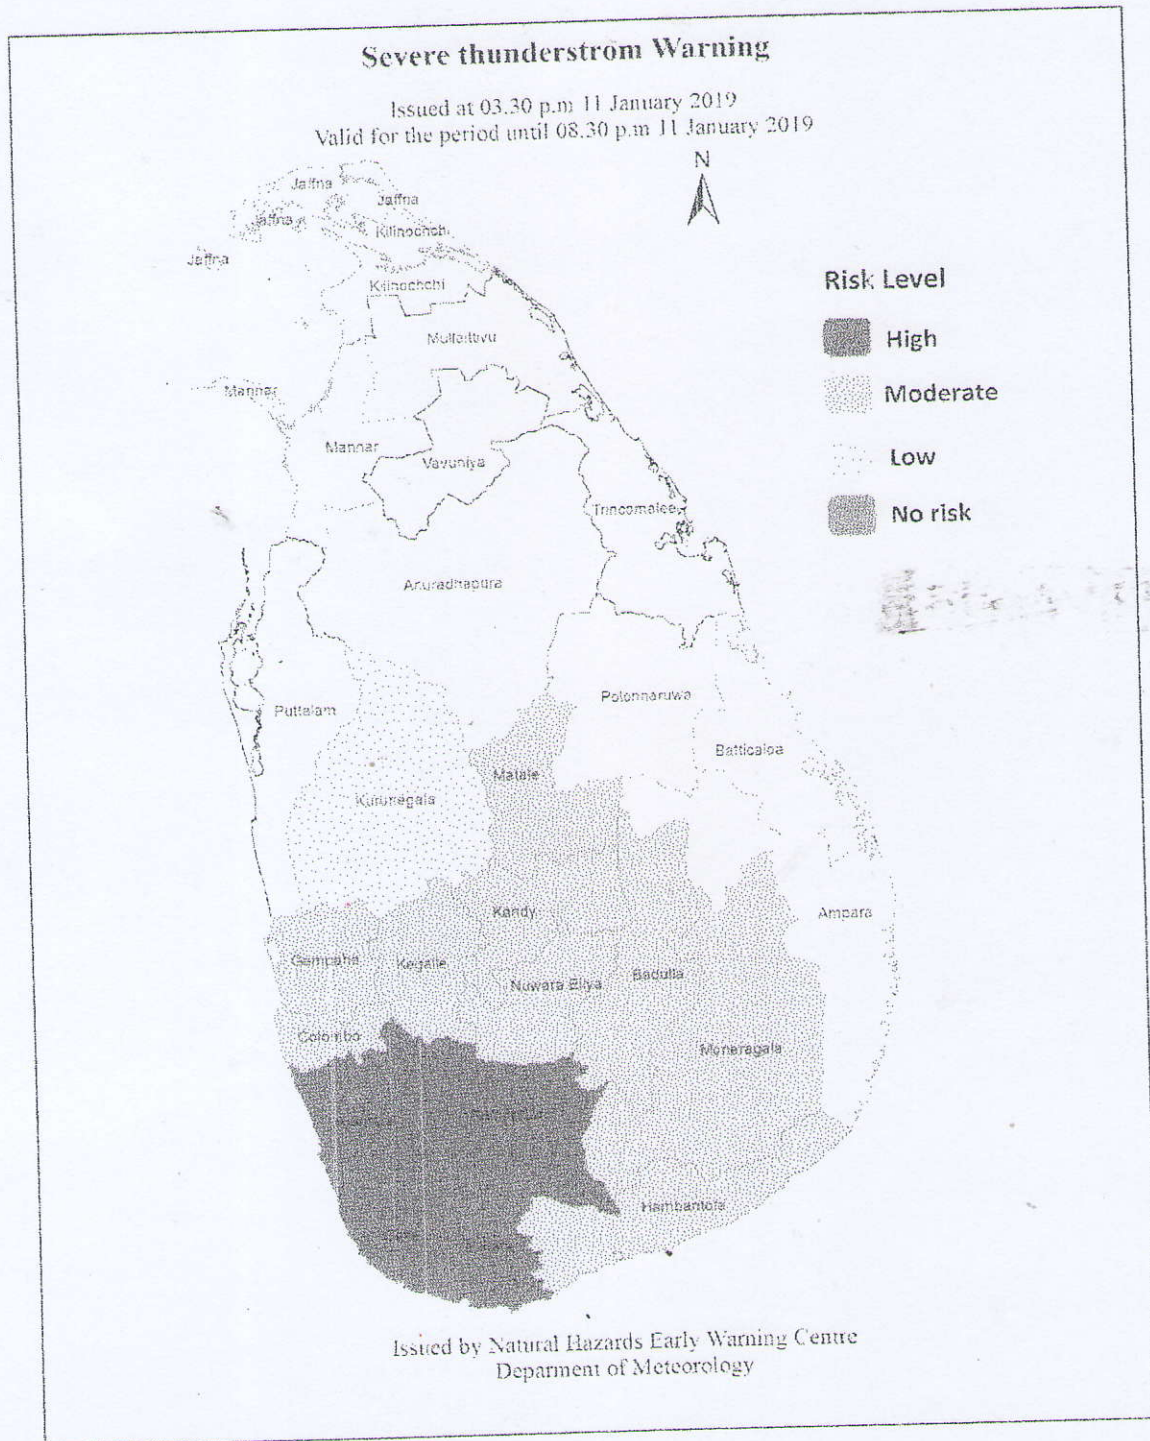 Severe thunderstrom Warning
Issued at 03.30 p.m 11 January 2019
Valid for the period until 08.30 p.m 11 January 2019
N
Jaffna
Jaffna
Jaffna
Kilinochchi
Jaffna
Kilinochchi
Mullaitivu
Mannar
Mannar
Vavuniya
Trincomalee
Anuradhapura
Polonnaruwa
Puttalam
Batticaloa
Matale
Kurunegala
Kandy
Ampara
Gampaha
Kegalle
Nuwara Eliya
Badulla
Colombo
Moneragala
Hambantota
Risk Level
High
Moderate
Low
No risk
Issued by Natural Hazards Early Warning Centre
Deparment of Meteorology